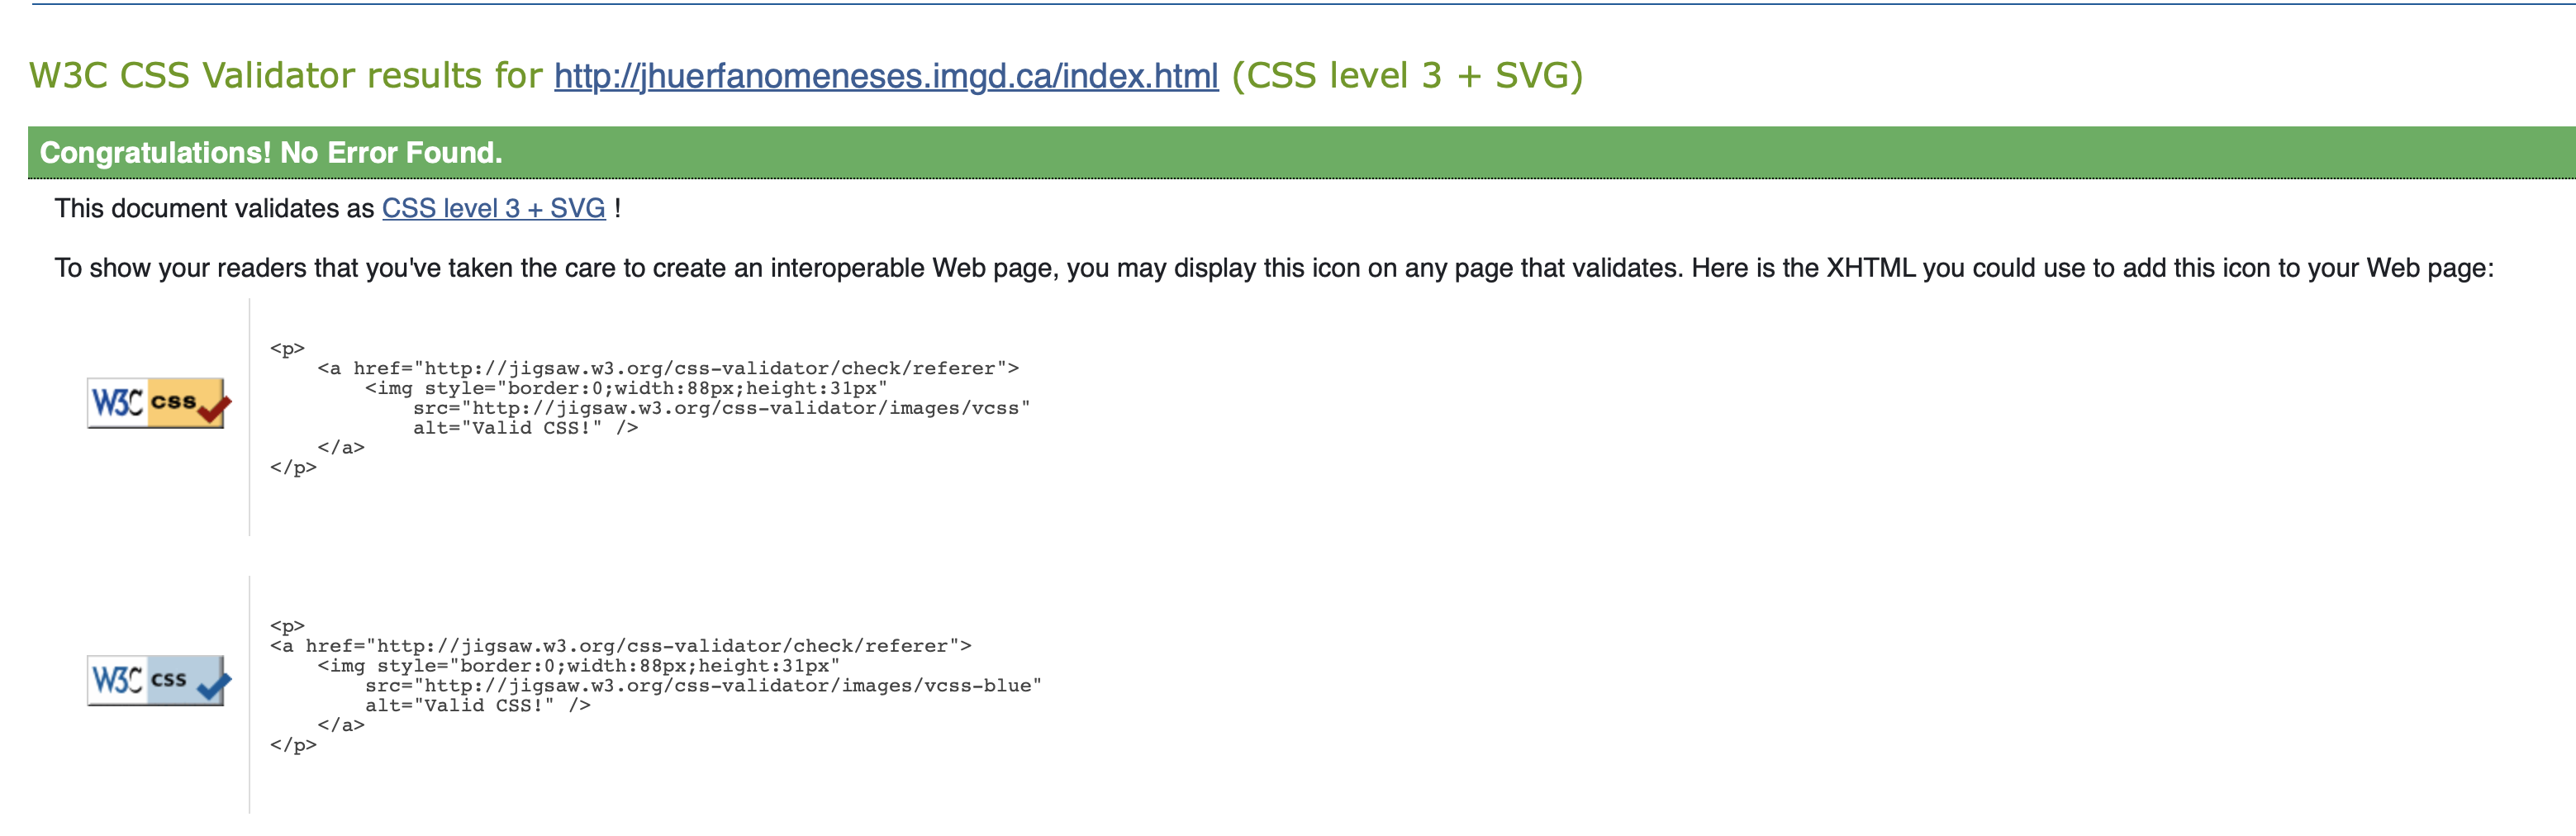 W3C CSS Validator results for http://jhuerfanomeneses.imgd.ca/index.html (CSS level 3 + SVG)
Congratulations! No Error Found.
This document validates as CSS level 3 + SVG !
To show your readers that you've taken the care to create an interoperable Web page, you may display this icon on any page that validates. Here is the XHTML you could use to add this icon to your Web page:
W3C css
<p>
    <a href="http://jigsaw.w3.org/css-validator/check/referer">
        <img style="border:0;width:88px;height:31px"
            src="http://jigsaw.w3.org/css-validator/images/vcss"
            alt="Valid CSS!" />
    </a>
</p>
W3C css
<p>
<a href="http://jigsaw.w3.org/css-validator/check/referer">
    <img style="border:0;width:88px;height:31px"
        src="http://jigsaw.w3.org/css-validator/images/vcss-blue"
        alt="Valid CSS!" />
    </a>
</p>